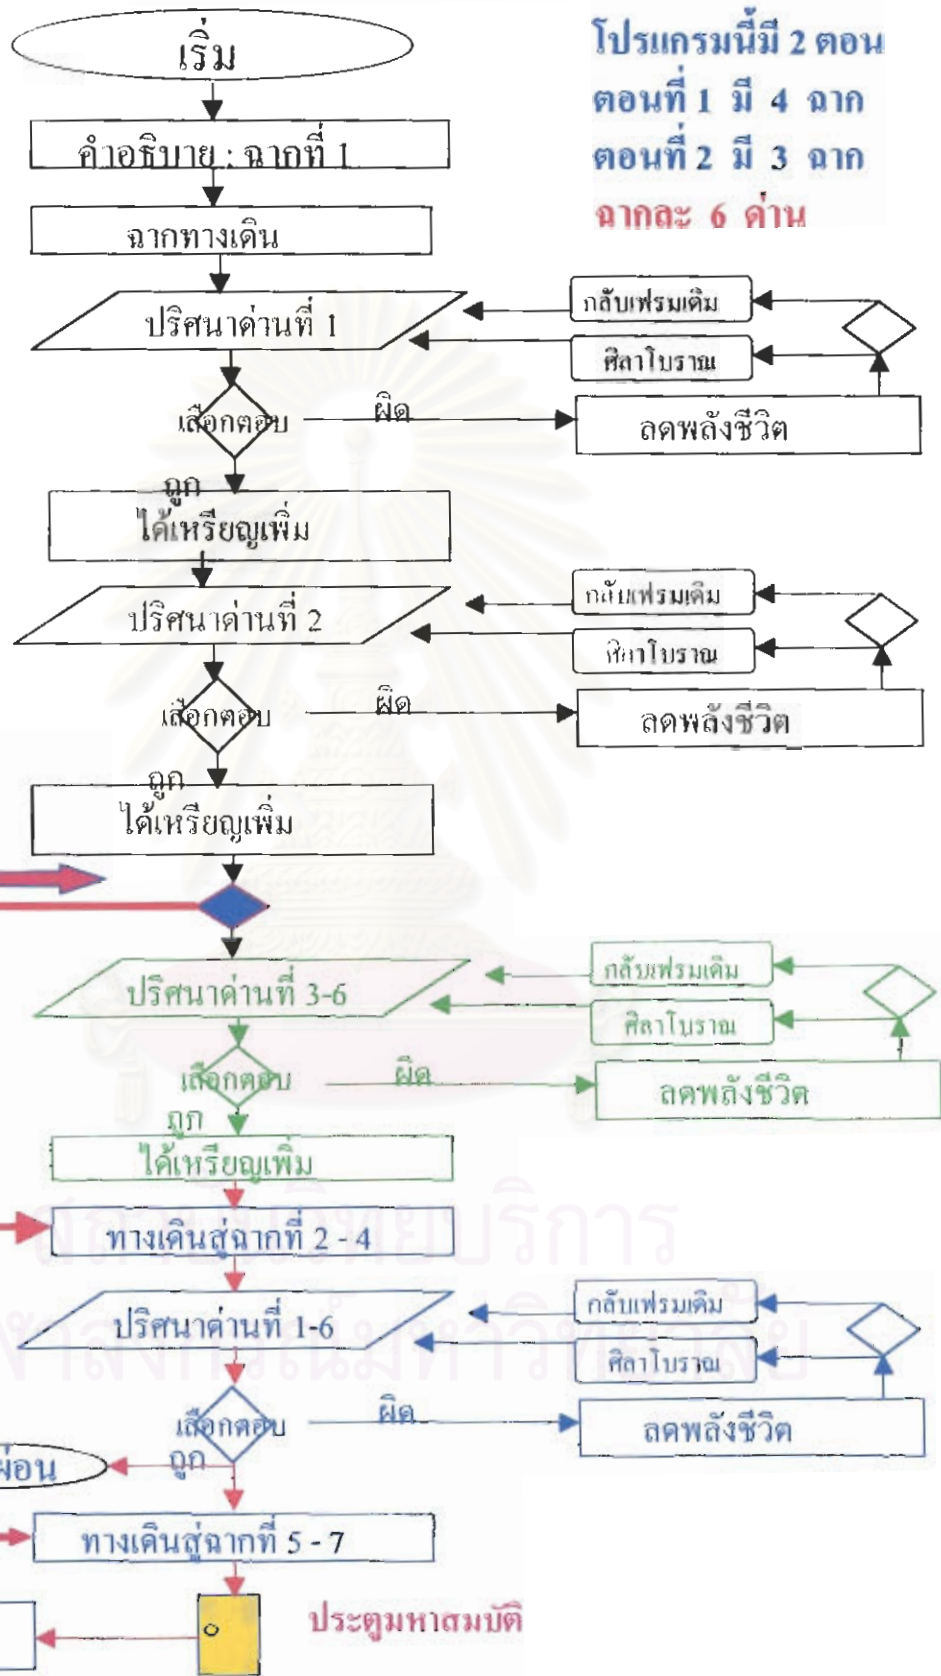 เริ่ม
โปรแกรมนี้มี 2 ตอน
ตอนที่ 1 มี 4 ฉาก
ตอนที่ 2 มี 3 ฉาก
ฉากละ 6 ด่าน
คำอธิบาย : ฉากที่ 1
ฉากทางเดิน
ปริศนาด่านที่ 1
กลับเฟรมเดิม
ศิลาโบราณ
เลือกตอบ
ผิด
ลดพลังชีวิต
ถูก
ได้เหรียญเพิ่ม
ปริศนาด่านที่ 2
กลับเฟรมเดิม
ศิลาโบราณ
เลือกตอบ
ผิด
ลดพลังชีวิต
ถูก
ได้เหรียญเพิ่ม
ปริศนาด่านที่ 3-6
กลับเฟรมเดิม
ศิลาโบราณ
เลือกตอบ
ผิด
ลดพลังชีวิต
ถูก
ได้เหรียญเพิ่ม
ทางเดินสู่ฉากที่ 2 - 4
ปริศนาด่านที่ 1-6
กลับเฟรมเดิม
ศิลาโบราณ
เลือกตอบ
ผิด
ลดพลังชีวิต
ถูก
ผ่อน
ทางเดินสู่ฉากที่ 5 - 7
ประตูมหาสมบัติ